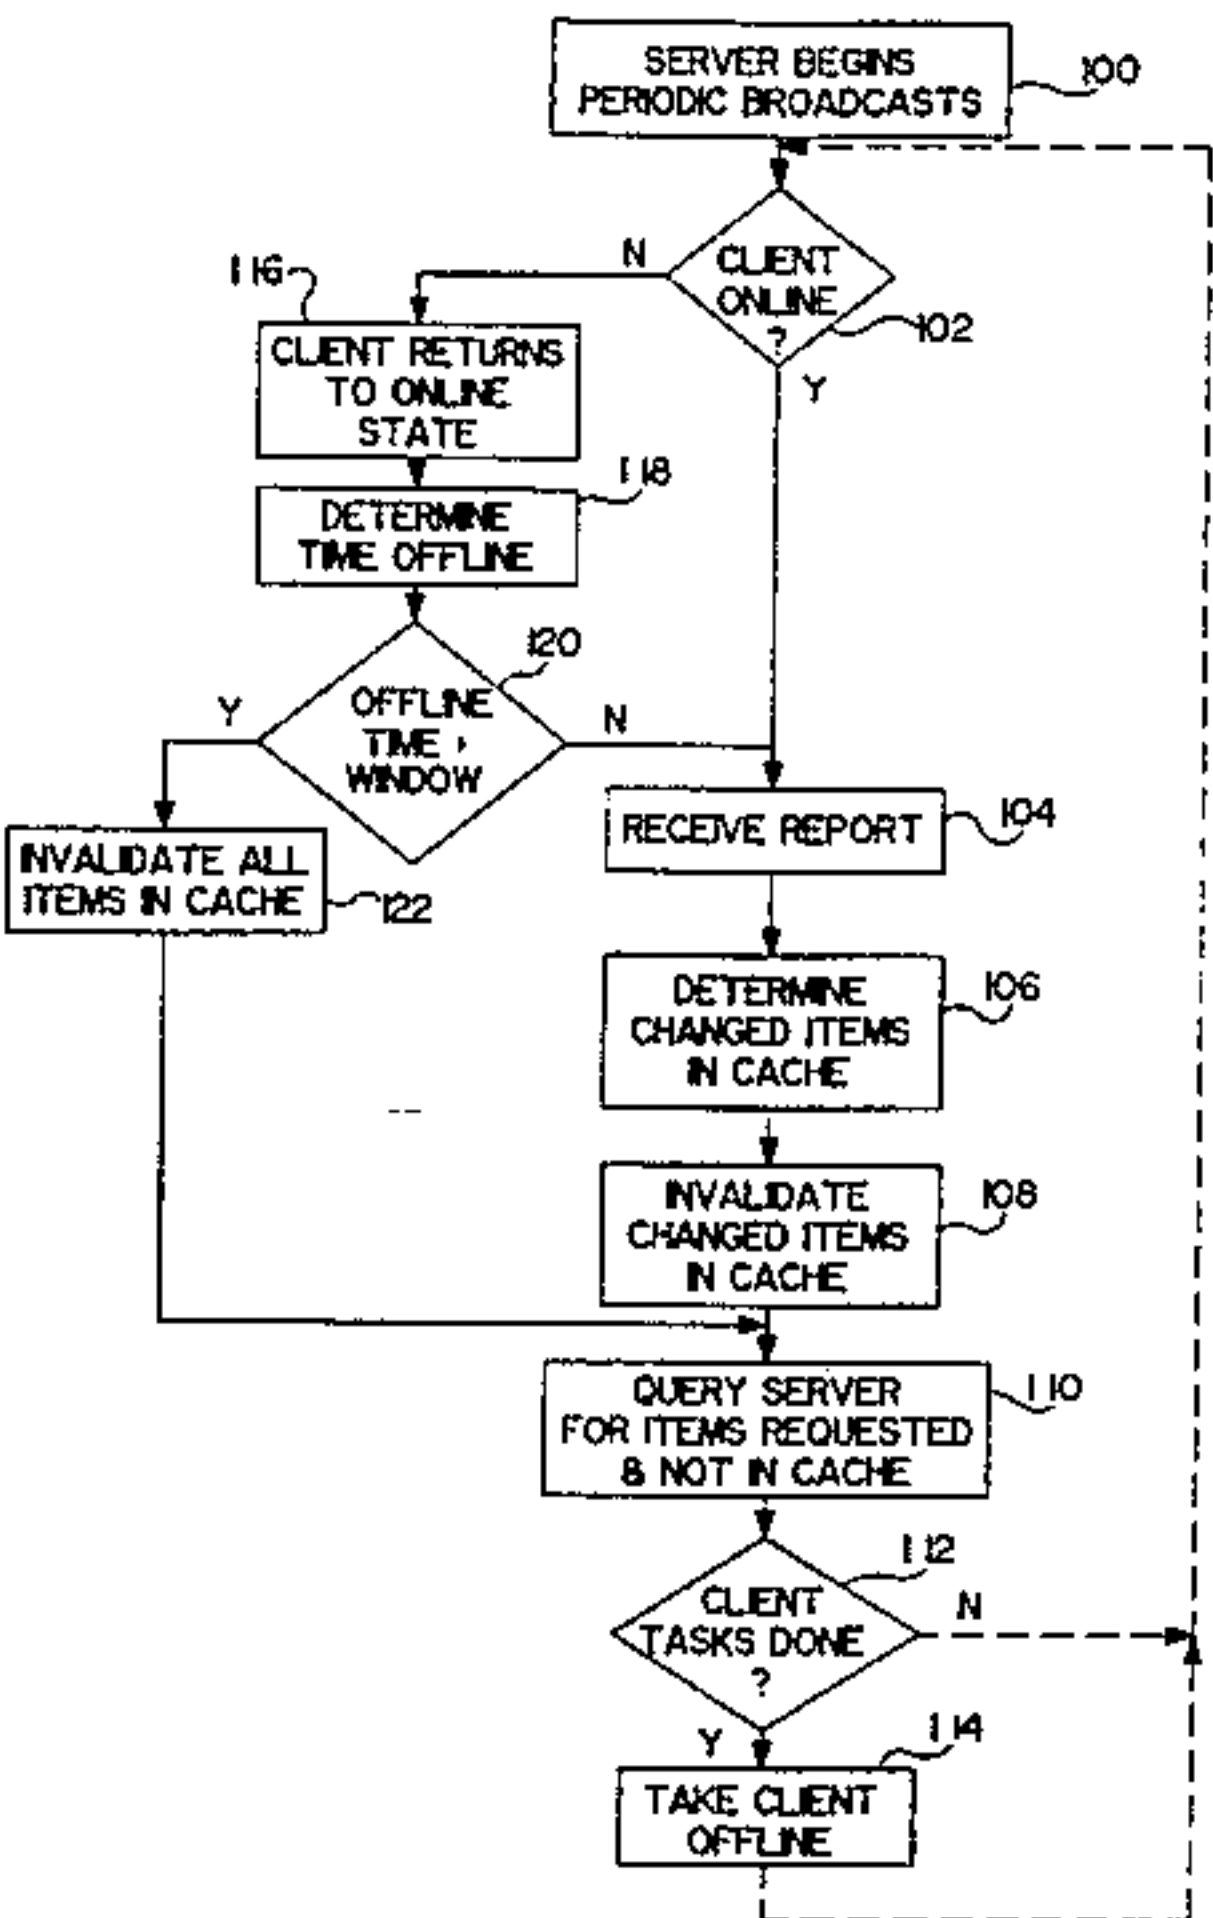 SERVER BEGINS
PERIODIC BROADCASTS
100
CLIENT
ONLINE
?
102
N
Y
116
CLIENT RETURNS
TO ONLINE
STATE
118
DETERMINE
TIME OFFLINE
120
OFFLINE
TIME >
WINDOW
Y
N
INVALIDATE ALL
ITEMS IN CACHE
122
RECEIVE REPORT
104
DETERMINE
CHANGED ITEMS
IN CACHE
106
INVALIDATE
CHANGED ITEMS
IN CACHE
108
QUERY SERVER
FOR ITEMS REQUESTED
& NOT IN CACHE
110
CLIENT
TASKS DONE
?
112
N
Y
TAKE CLIENT
OFFLINE
114